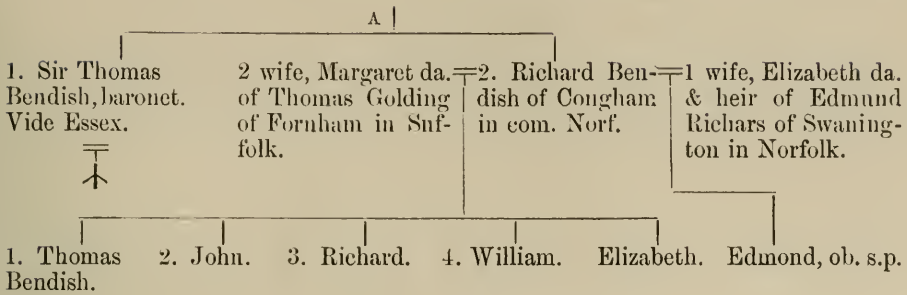 A
1. Sir Thomas
Bendish, baronet.
Vide Essex.
2 wife, Margaret da.
of Thomas Golding
of Fornham in Suf-
folk.
2. Richard Ben-
dish of Congham
in com. Norf.
1 wife, Elizabeth da.
& heir of Edmund
Richars of Swaning-
ton in Norfolk.
1. Thomas
Bendish.
2. John.
3. Richard.
4. William.
Elizabeth.
Edmond, ob. s.p.